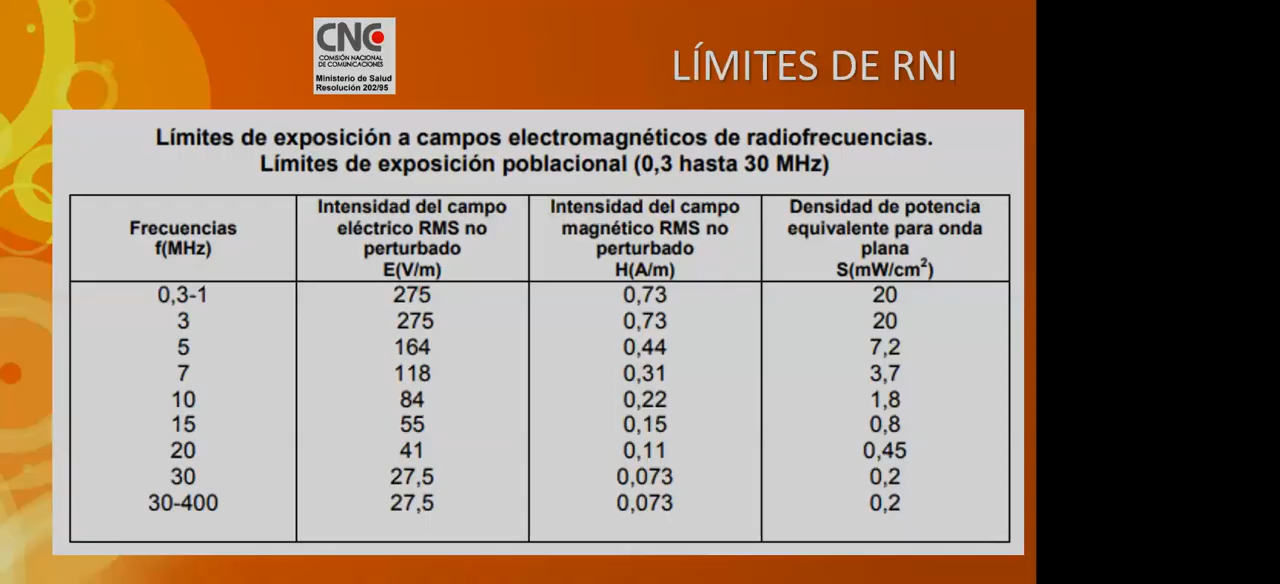 CNC
COMISIÓN NACIONAL
DE COMUNICACIONES
Ministerio de Salud
Resolución 202/95
LÍMITES DE RNI
Límites de exposición a campos electromagnéticos de radiofrecuencias.
Límites de exposición poblacional (0,3 hasta 30 MHz)
Frecuencias
f(MHz)
Intensidad del campo
eléctrico RMS no
perturbado
E(V/m)
Intensidad del campo
magnético RMS no
perturbado
H(A/m)
Densidad de potencia
equivalente para onda
plana
S(mW/cm²)
0,3-1 275 0,73 20
3 275 0,73 20
5 164 0,44 7,2
7 118 0,31 3,7
10 84 0,22 1,8
15 55 0,15 0,8
20 41 0,11 0,45
30 27,5 0,073 0,2
30-400 27,5 0,073 0,2